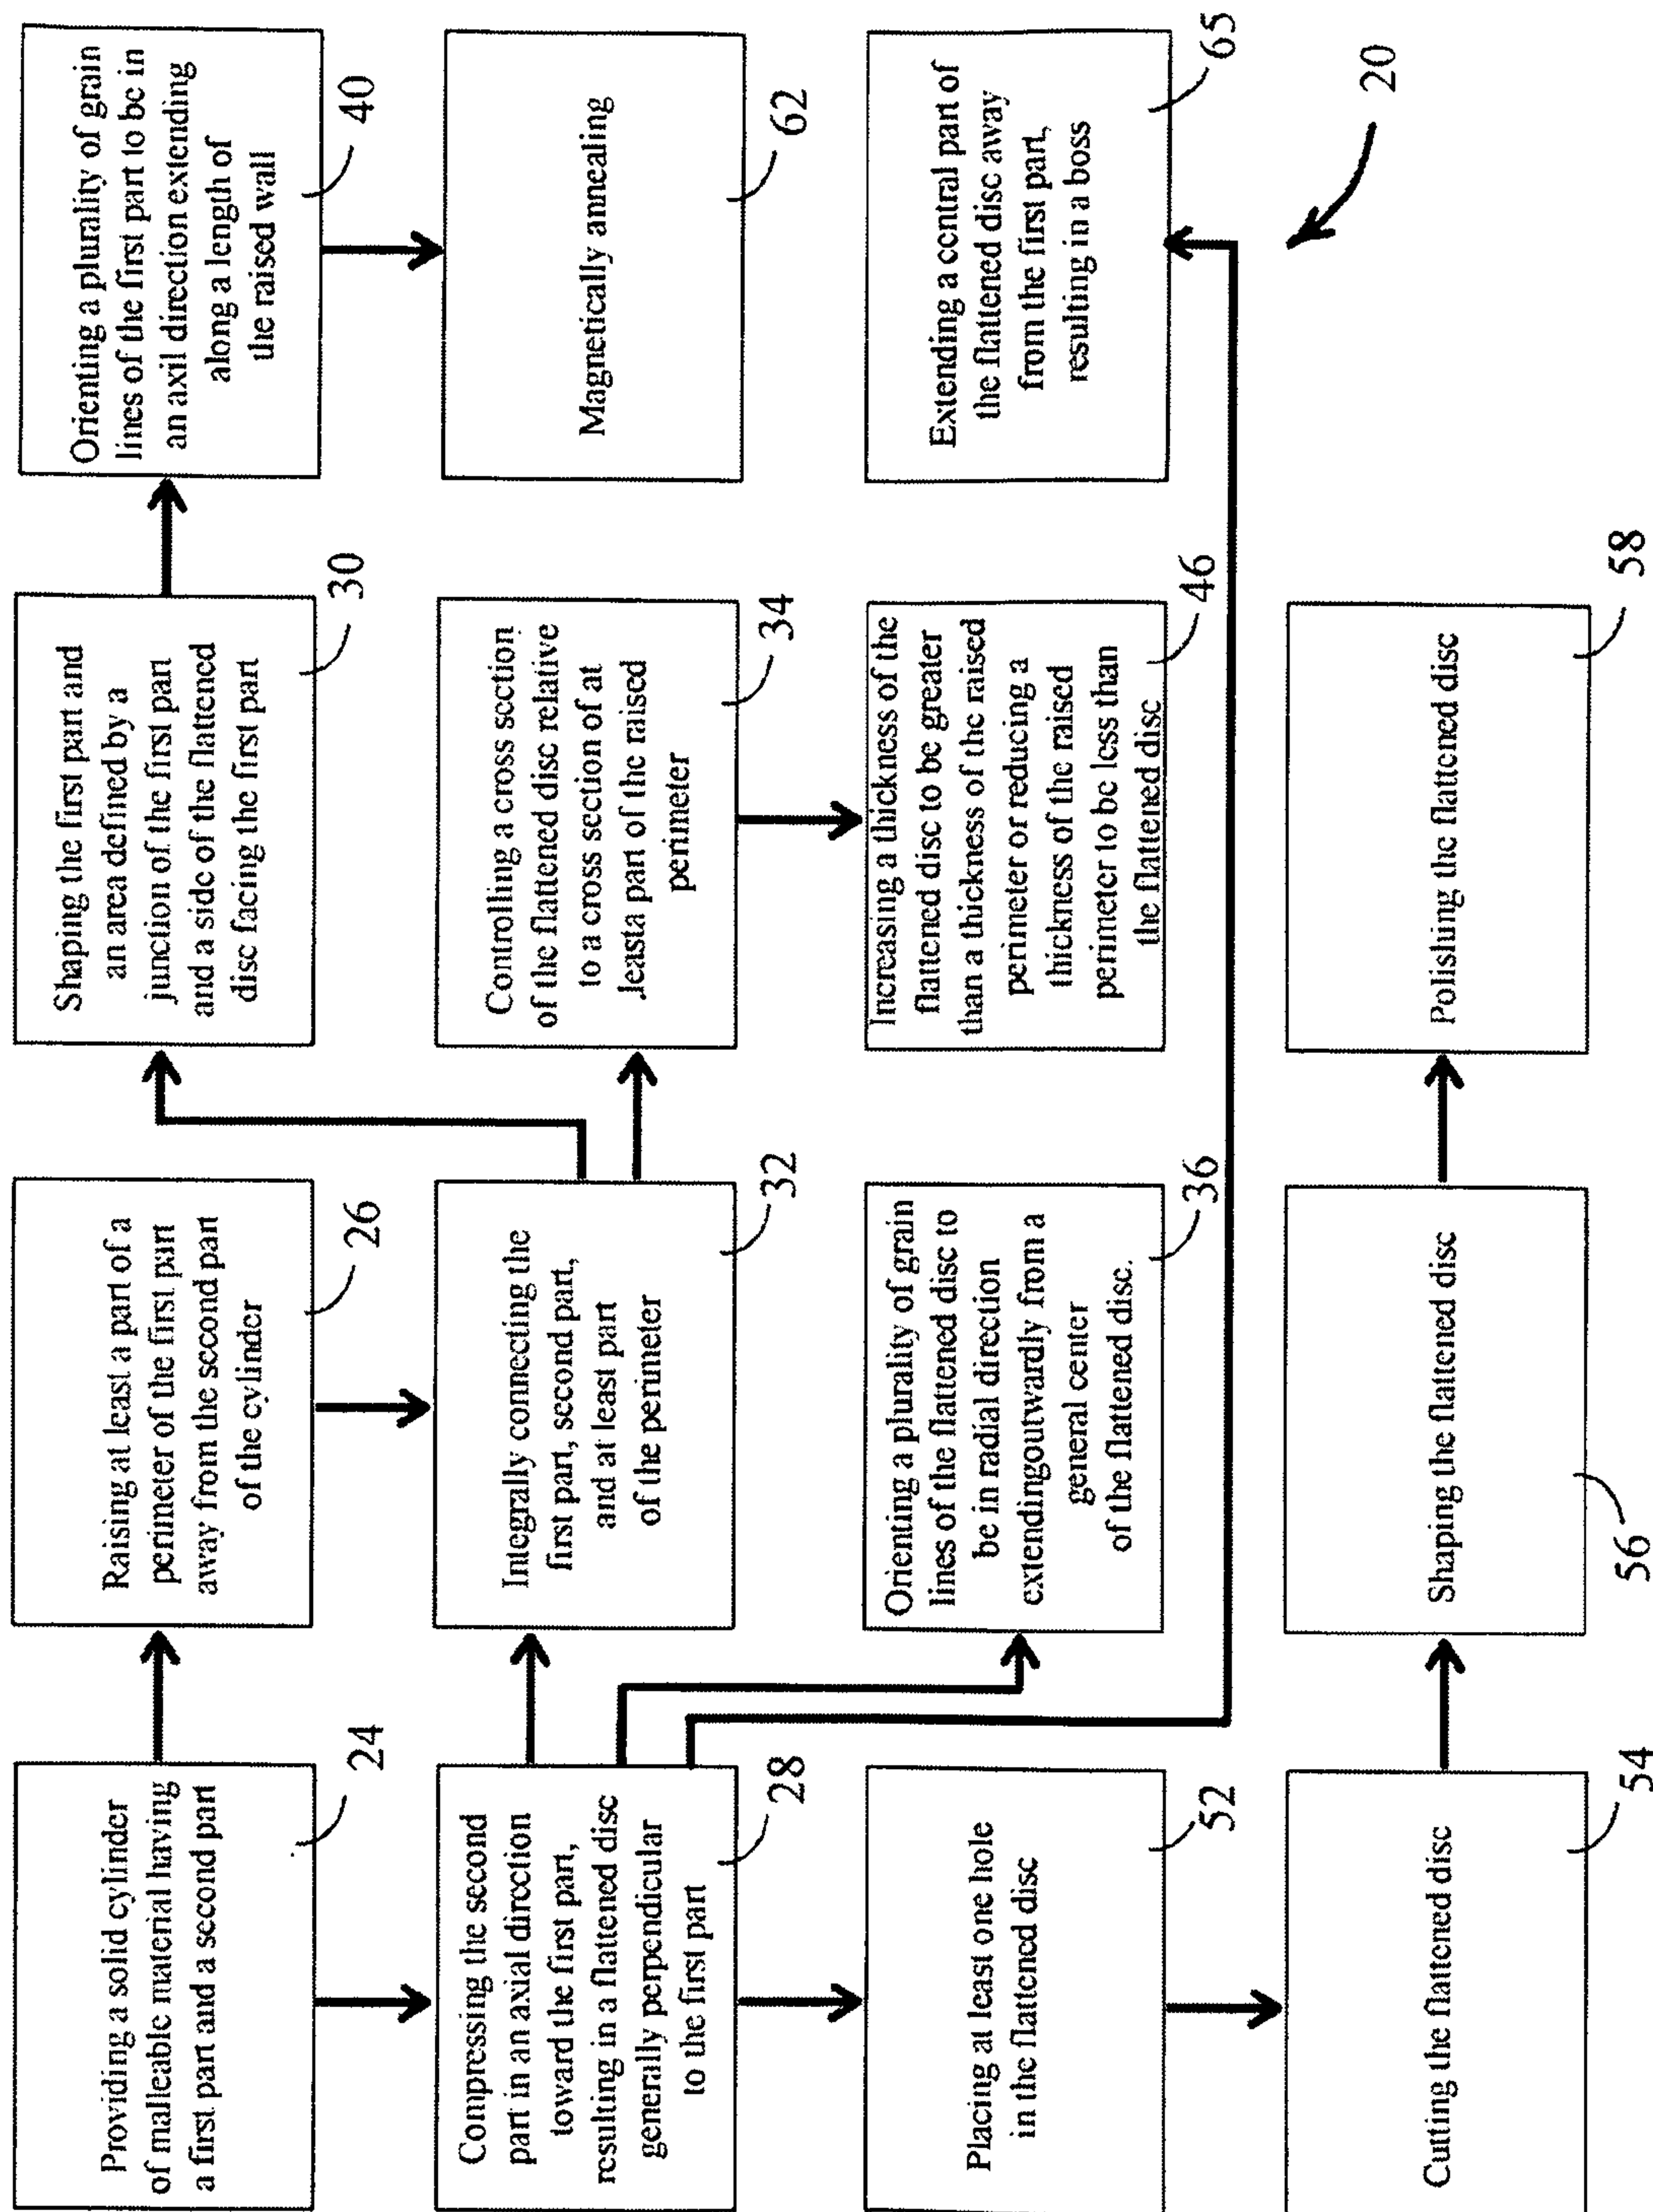 Providing a solid cylinder
of malleable material having
a first part and a second part
24
Raising at least a part of a
perimeter of the first part
away from the second part
of the cylinder
26
Shaping the first part and
an area defined by a
junction of the first part
and a side of the flattened
disc facing the first part
30
Orienting a plurality of grain
lines of the first part to be in
an axil direction extending
along a length of
the raised wall
40
Compressing the second
part in an axial direction
toward the first part,
resulting in a flattened disc
generally perpendicular
to the first part
28
Integrally connecting the
first part, second part,
and at least part
of the perimeter
32
Controlling a cross section
of the flattened disc relative
to a cross section of at
leasta part of the raised
perimeter
34
Magnetically annealing
62
Placing at least one hole
in the flattened disc
52
Orienting a plurality of grain
lines of the flattened disc to
be in radial direction
extendingoutwardly from a
general center
of the flattened disc.
36
Increasing a thickness of the
flattened disc to be greater
than a thickness of the raised
perimeter or reducing a
thickness of the raised
perimeter to be less than
the flattened disc
46
Extending a central part of
the flattened disc away
from the first part,
resulting in a boss
65
Cutting the flattened disc
54
Shaping the flattened disc
56
Polishing the flattened disc
58
20